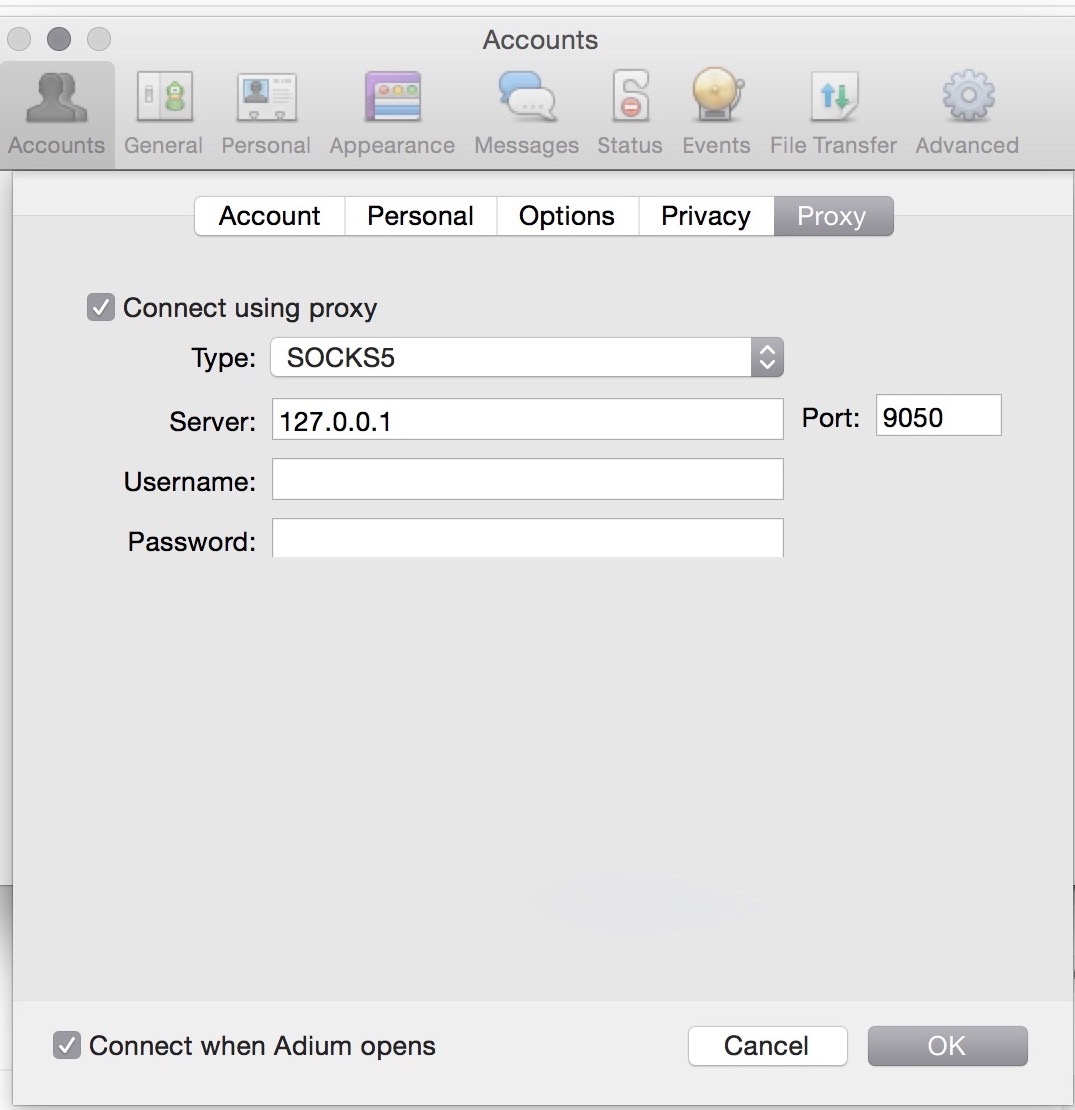 Accounts
Accounts General Personal Appearance Messages Status Events File Transfer Advanced
Account Personal Options Privacy Proxy
Connect using proxy
Type: SOCKS5
Server: 127.0.0.1 Port: 9050
Username:
Password:
Connect when Adium opens Cancel OK